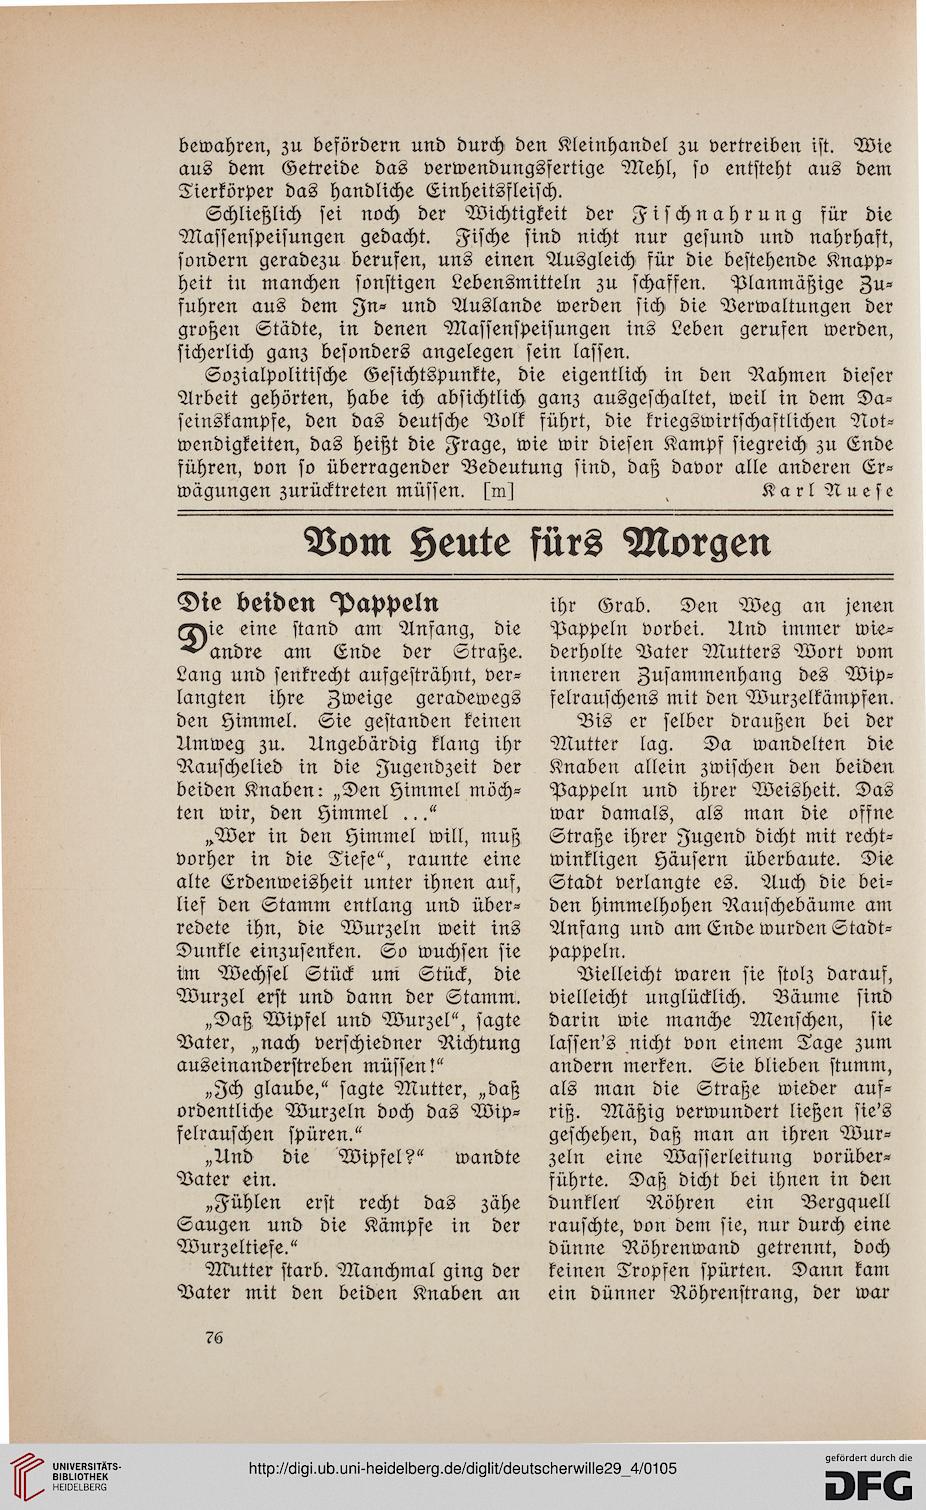 bewahren, zu befördern und durch den Kleinhandel zu vertreiben ist. Wie
aus dem Getreide das verwendungsfertige Mehl, so entsteht aus dem
Tierkörper das handliche Einheitsfleisch.
Schließlich sei noch der Wichtigkeit der Fischnahrung für die
Massenspeisungen gedacht. Fische sind nicht nur gesund und nahrhaft,
sondern geradezu berufen, uns einen Ausgleich für die bestehende Knapp-
heit in manchen sonstigen Lebensmitteln zu schaffen. Planmäßige Zu-
fuhren aus dem In- und Auslande werden sich die Verwaltungen der
großen Städte, in denen Massenspeisungen ins Leben gerufen werden,
sicherlich ganz besonders angelegen sein lassen.
Sozialpolitische Gesichtspunkte, die eigentlich in den Rahmen dieser
Arbeit gehörten, habe ich absichtlich ganz ausgeschaltet, weil in dem Da-
seinskampfe, den das deutsche Volk führt, die kriegswirtschaftlichen Not-
wendigkeiten, das heißt die Frage, wie wir diesen Kampf siegreich zu Ende
führen, von so überragender Bedeutung sind, daß davor alle anderen Er-
wägungen zurücktreten müssen. [m] Karl Nuese
Vom Heute fürs Morgen
Die beiden Pappeln
Die eine stand am Anfang, die
andre am Ende der Straße.
Lang und senkrecht aufgesträhnt, ver-
langten ihre Zweige geradewegs
den Himmel. Sie gestanden keinen
Umweg zu. Ungebärdig klang ihr
Rauschelied in die Jugendzeit der
beiden Knaben: „Den Himmel möch-
ten wir, den Himmel ...“
„Wer in den Himmel will, muß
vorher in die Tiefe“, raunte eine
alte Erdenweisheit unter ihnen auf,
lief den Stamm entlang und über-
redete ihn, die Wurzeln weit ins
Dunkle einzusenken. So wuchsen sie
im Wechsel Stück um Stück, die
Wurzel erst und dann der Stamm.
„Daß Wipfel und Wurzel“, sagte
Vater, „nach verschiedner Richtung
auseinanderstreben müssen!“
„Ich glaube,“ sagte Mutter, „daß
ordentliche Wurzeln doch das Wip-
felrauschen spüren.“
„Und die Wipfel?“ wandte
Vater ein.
„Fühlen erst recht das zähe
Saugen und die Kämpfe in der
Wurzeltiefe.“
Mutter starb. Manchmal ging der
Vater mit den beiden Knaben an
ihr Grab. Den Weg an jenen
Pappeln vorbei. Und immer wie-
derholte Vater Mutters Wort vom
inneren Zusammenhang des Wip-
felrauschens mit den Wurzelkämpfen.
Bis er selber draußen bei der
Mutter lag. Da wandelten die
Knaben allein zwischen den beiden
Pappeln und ihrer Weisheit. Das
war damals, als man die offne
Straße ihrer Jugend dicht mit recht-
winkligen Häusern überbaute. Die
Stadt verlangte es. Auch die bei-
den himmelhohen Rauschebäume am
Anfang und am Ende wurden Stadt-
pappeln.
Vielleicht waren sie stolz darauf,
vielleicht unglücklich. Bäume sind
darin wie manche Menschen, sie
lassen's nicht von einem Tage zum
andern merken. Sie blieben stumm,
als man die Straße wieder auf-
riß. Mäßig verwundert ließen sie's
geschehen, daß man an ihren Wur-
zeln eine Wasserleitung vorüber-
führte. Daß dicht bei ihnen in den
dunklen Röhren ein Bergquell
rauschte, von dem sie, nur durch eine
dünne Röhrenwand getrennt, doch
keinen Tropfen spürten. Dann kam
ein dünner Röhrenstrang, der war
76
UNIVERSITÄTS-
BIBLIOTHEK
HEIDELBERG
http://digi.ub.uni-heidelberg.de/diglit/deutscherwille29_4/0105
gefördert durch die
DFG